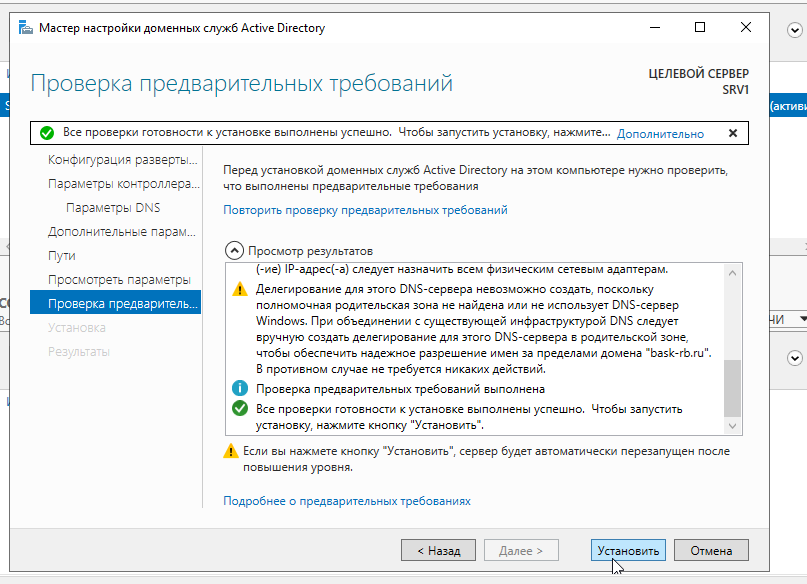 Мастер настройки доменных служб Active Directory
Проверка предварительных требований
ЦЕЛЕВОЙ СЕРВЕР
SRV1
Все проверки готовности к установке выполнены успешно.  Чтобы запустить установку, нажмите... Дополнительно
Конфигурация разверты...
Параметры контроллера...
Параметры DNS
Дополнительные парам...
Пути
Просмотреть параметры
Проверка предваритель...
Установка
Результаты
Перед установкой доменных служб Active Directory на этом компьютере нужно проверить,
что выполнены предварительные требования
Повторить проверку предварительных требований
Просмотр результатов
(-ие) IP-адрес(-а) следует назначить всем физическим сетевым адаптерам.
Делегирование для этого DNS-сервера невозможно создать, поскольку
полномочная родительская зона не найдена или не использует DNS-сервер
Windows. При объединении с существующей инфраструктурой DNS следует
вручную создать делегирование для этого DNS-сервера в родительской зоне,
чтобы обеспечить надежное разрешение имен за пределами домена "bask-rb.ru".
В противном случае не требуется никаких действий.
Проверка предварительных требований выполнена
Все проверки готовности к установке выполнены успешно.  Чтобы запустить
установку, нажмите кнопку "Установить".
Если вы нажмете кнопку "Установить", сервер будет автоматически перезапущен после
повышения уровня.
Подробнее о предварительных требованиях
< Назад
Далее >
Установить
Отмена